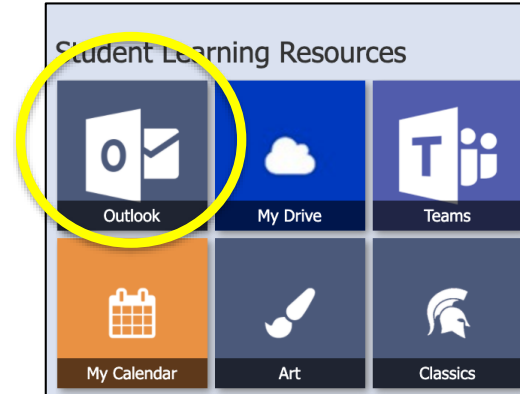 Student Learning Resources
O
T
Outlook My Drive Teams
My Calendar Art Classics